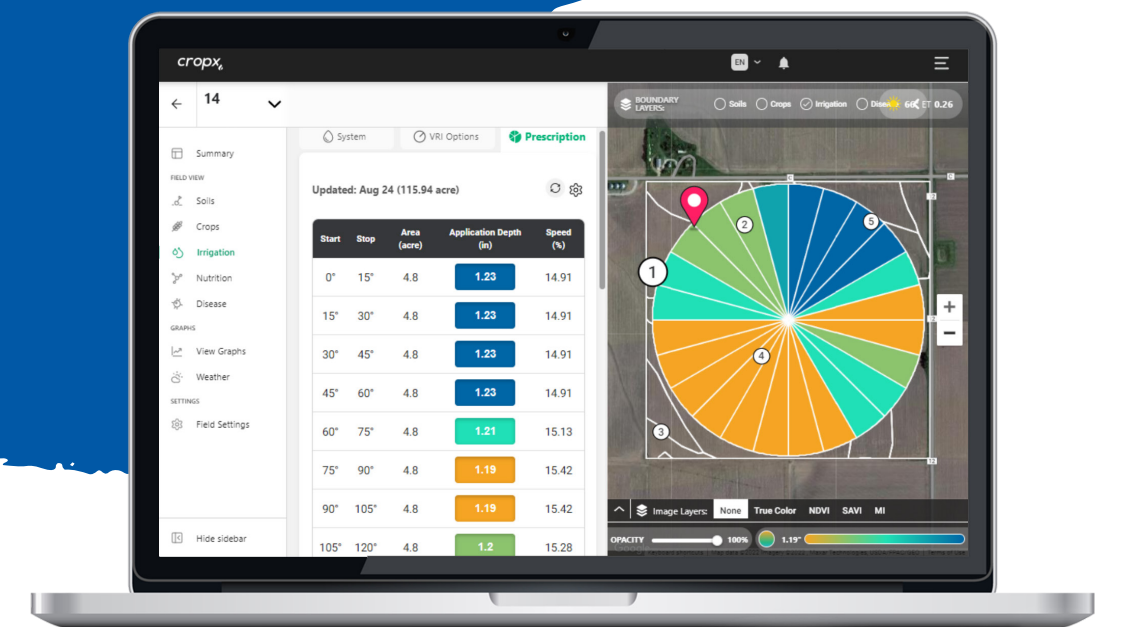 cropx
EN
14
BOUNDARY LAYERS:
Soils
Crops
Irrigation
ET 0.26
System
VRI Options
Prescription
Summary
FIELD VIEW
Soils
Crops
Irrigation
Nutrition
Disease
GRAPHS
View Graphs
Weather
SETTINGS
Field Settings
Hide sidebar
Updated: Aug 24 (115.94 acre)
Start Stop Area (acre) Application Depth (in) Speed (%)
0° 15° 4.8 1.23 14.91
15° 30° 4.8 1.23 14.91
30° 45° 4.8 1.23 14.91
45° 60° 4.8 1.23 14.91
60° 75° 4.8 1.21 15.13
75° 90° 4.8 1.19 15.42
90° 105° 4.8 1.19 15.42
105° 120° 4.8 1.2 15.28
C
C
12
2
5
1
+
12
−
4
3
12
Image Layers: None True Color NDVI SAVI MI
OPACITY 100% 1.19"